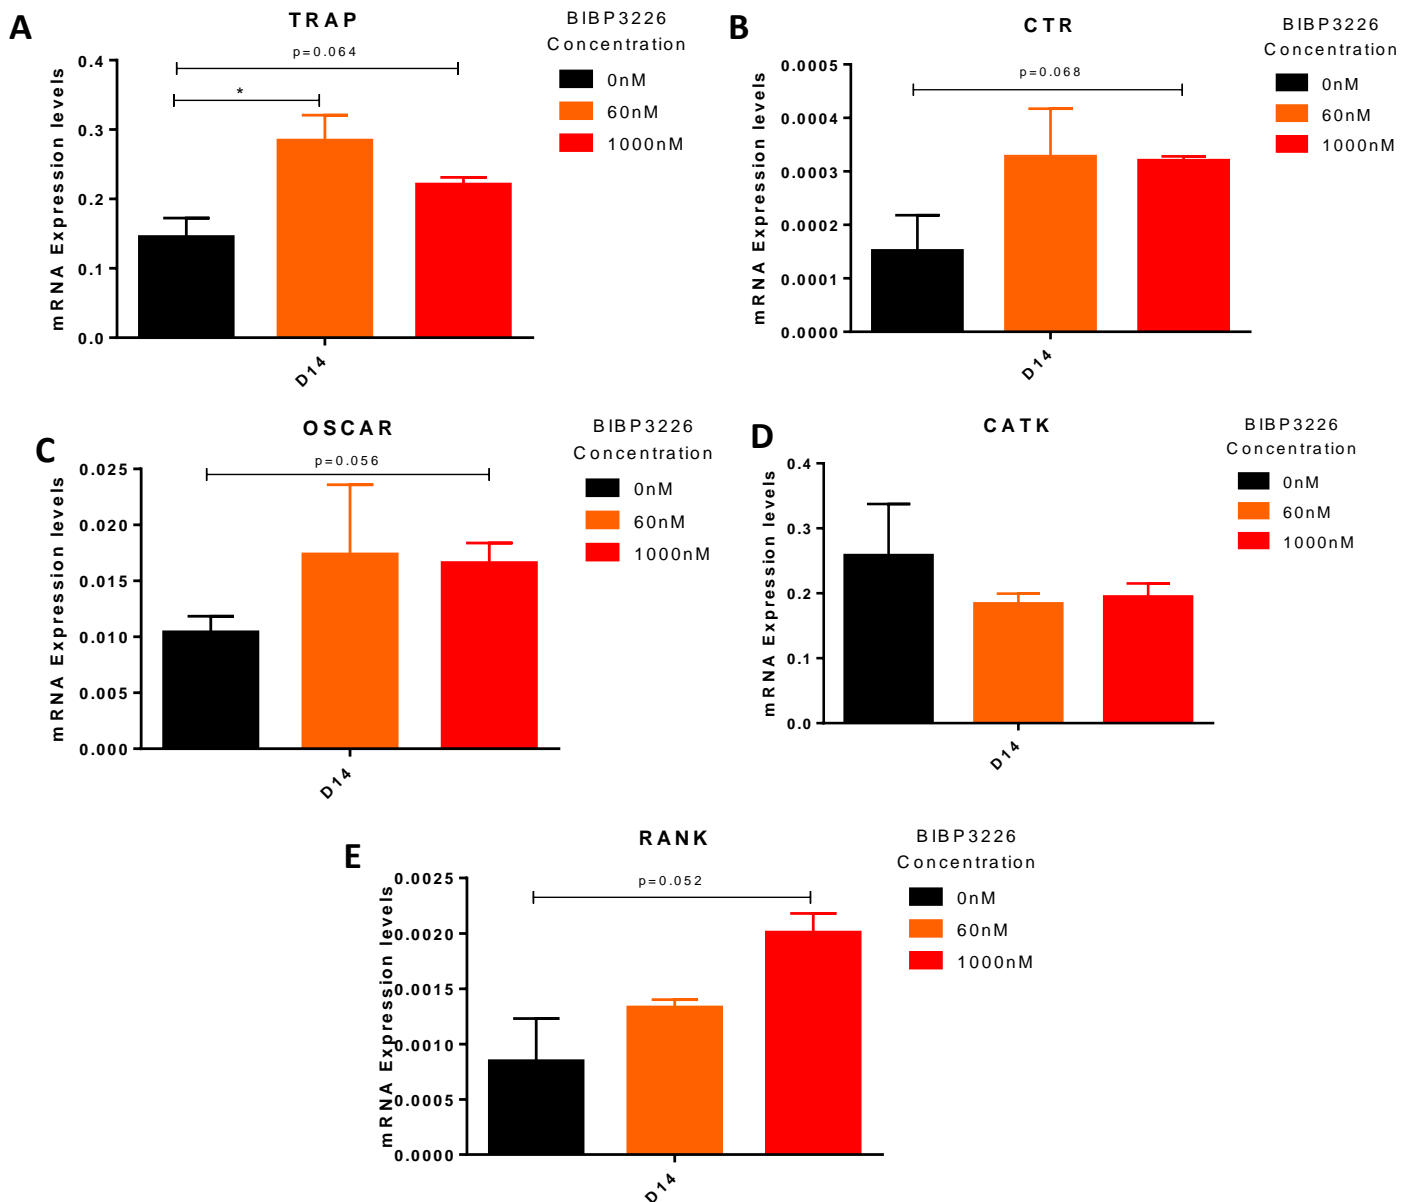 A
TRAP
BIBP3226
Concentration
0nM
60nM
1000nM
p=0.064
*
mRNA Expression levels
0.4
0.3
0.2
0.1
0.0
D14
B
CTR
BIBP3226
Concentration
0nM
60nM
1000nM
p=0.068
mRNA Expression levels
0.0005
0.0004
0.0003
0.0002
0.0001
0.0000
D14
C
OSCAR
BIBP3226
Concentration
0nM
60nM
1000nM
p=0.056
mRNA Expression levels
0.025
0.020
0.015
0.010
0.005
0.000
D14
D
CATK
BIBP3226
Concentration
0nM
60nM
1000nM
mRNA Expression levels
0.4
0.3
0.2
0.1
0.0
D14
E
RANK
BIBP3226
Concentration
0nM
60nM
1000nM
p=0.052
mRNA Expression levels
0.0025
0.0020
0.0015
0.0010
0.0005
0.0000
D14